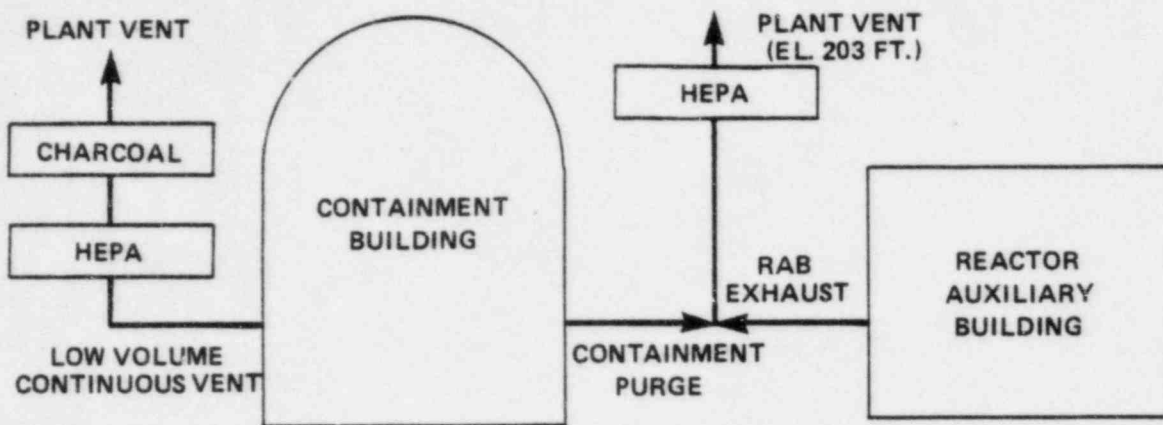 PLANT VENT
CHARCOAL
HEPA
LOW VOLUME
CONTINUOUS VENT
CONTAINMENT
BUILDING
PLANT VENT
(EL. 203 FT.)
HEPA
RAB
EXHAUST
CONTAINMENT
PURGE
REACTOR
AUXILIARY
BUILDING